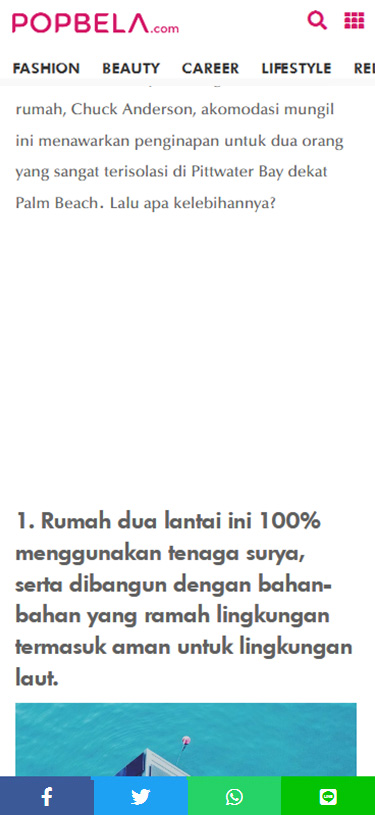 POPBELA.com
FASHION BEAUTY CAREER LIFESTYLE REL
rumah, Chuck Anderson, akomodasi mungil
ini menawarkan penginapan untuk dua orang
yang sangat terisolasi di Pittwater Bay dekat
Palm Beach. Lalu apa kelebihannya?
1. Rumah dua lantai ini 100%
menggunakan tenaga surya,
serta dibangun dengan bahan-
bahan yang ramah lingkungan
termasuk aman untuk lingkungan
laut.